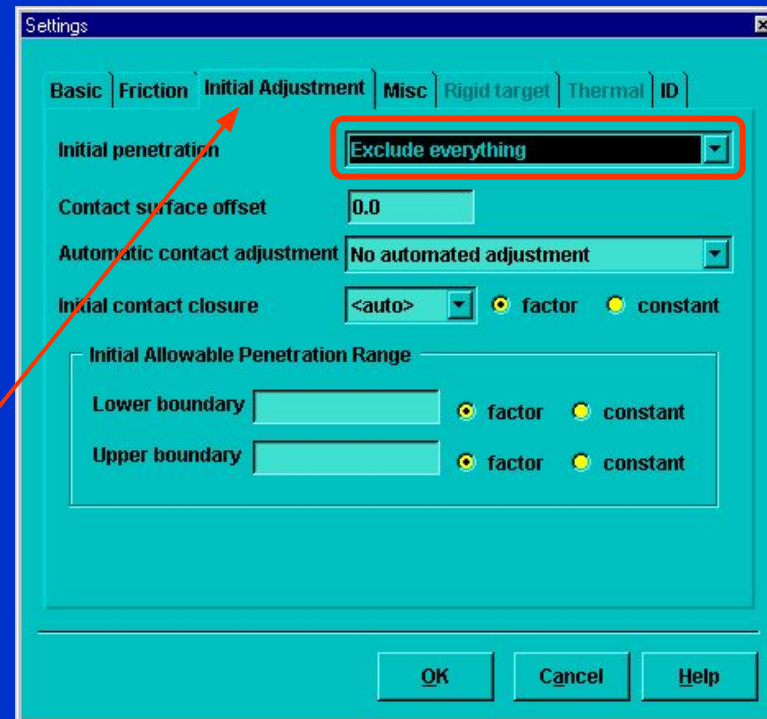 Settings
Basic Friction Initial Adjustment Misc Rigid target Thermal ID
Initial penetration Exclude everything
Contact surface offset 0.0
Automatic contact adjustment No automated adjustment
Initial contact closure <auto> factor constant
Initial Allowable Penetration Range
Lower boundary factor constant
Upper boundary factor constant
OK Cancel Help